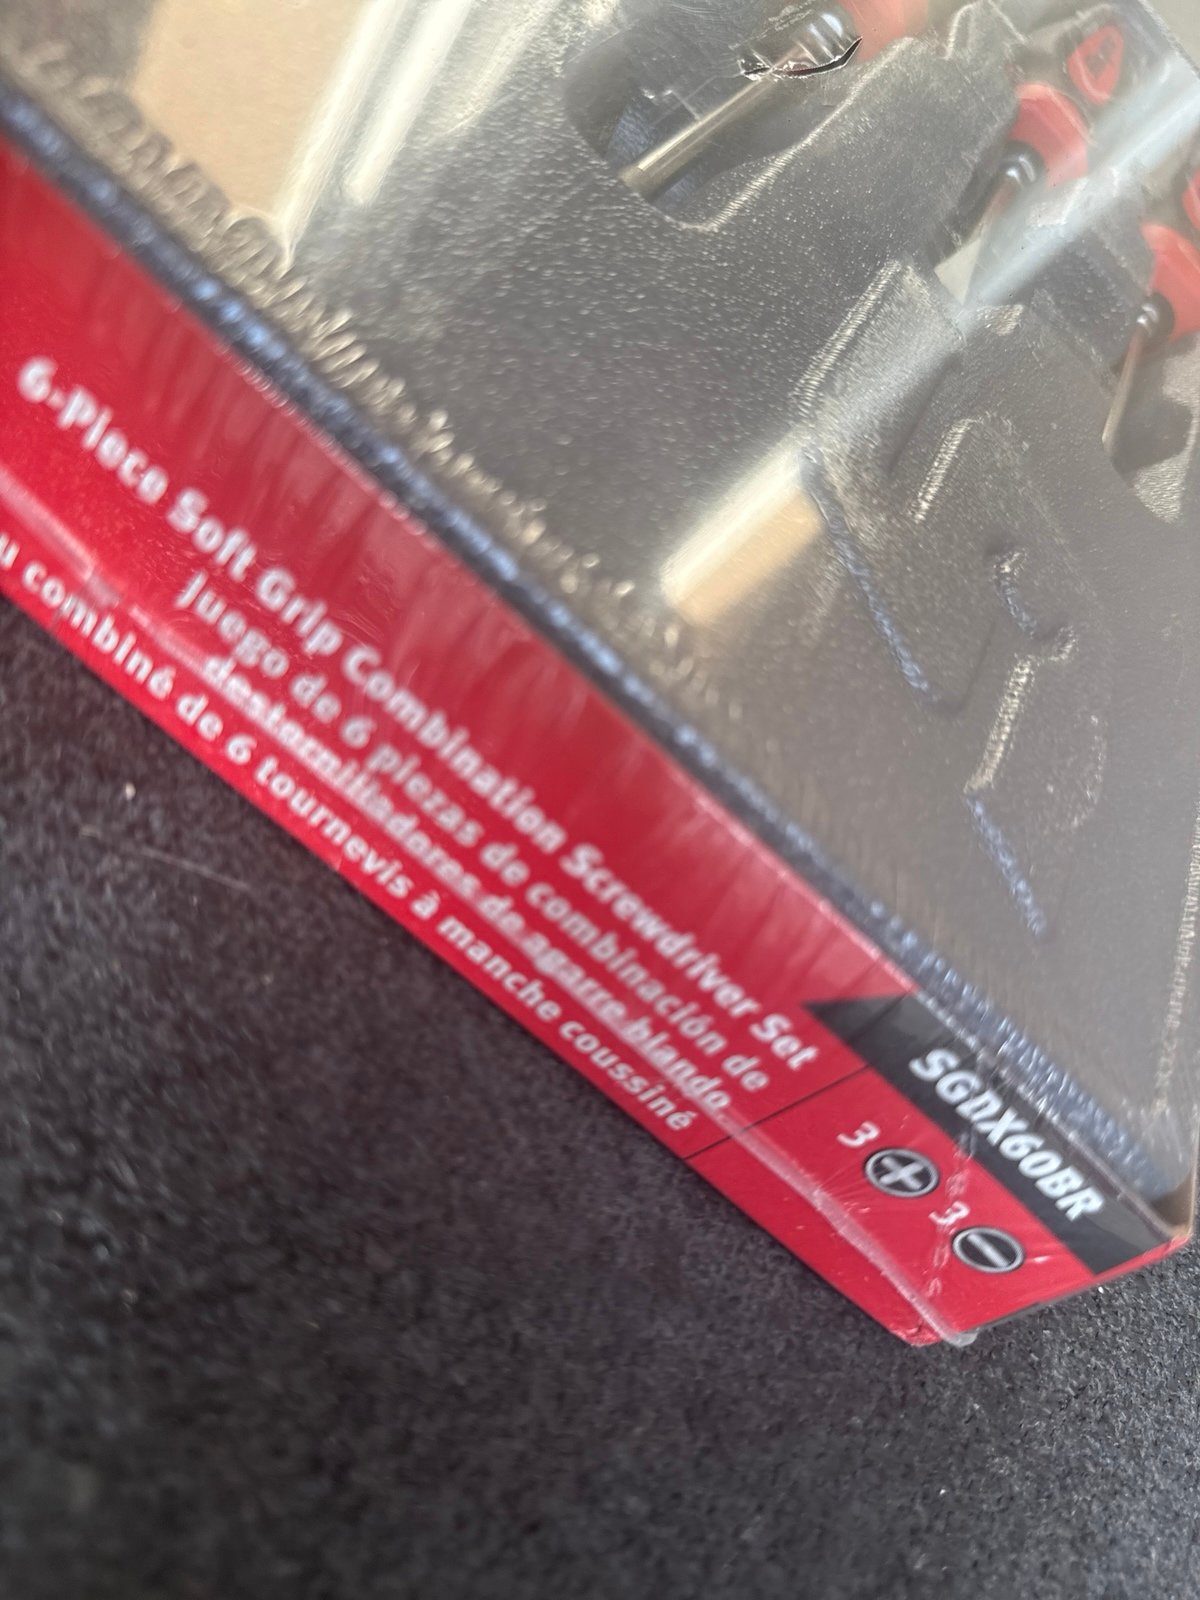 6-Piece Soft Grip Combination Screwdriver Set
Juego de 6 piezas de combinación de
destornilladores de agarre blando
u combiné de 6 tournevis à manche coussiné
SGDX60BR
3
3